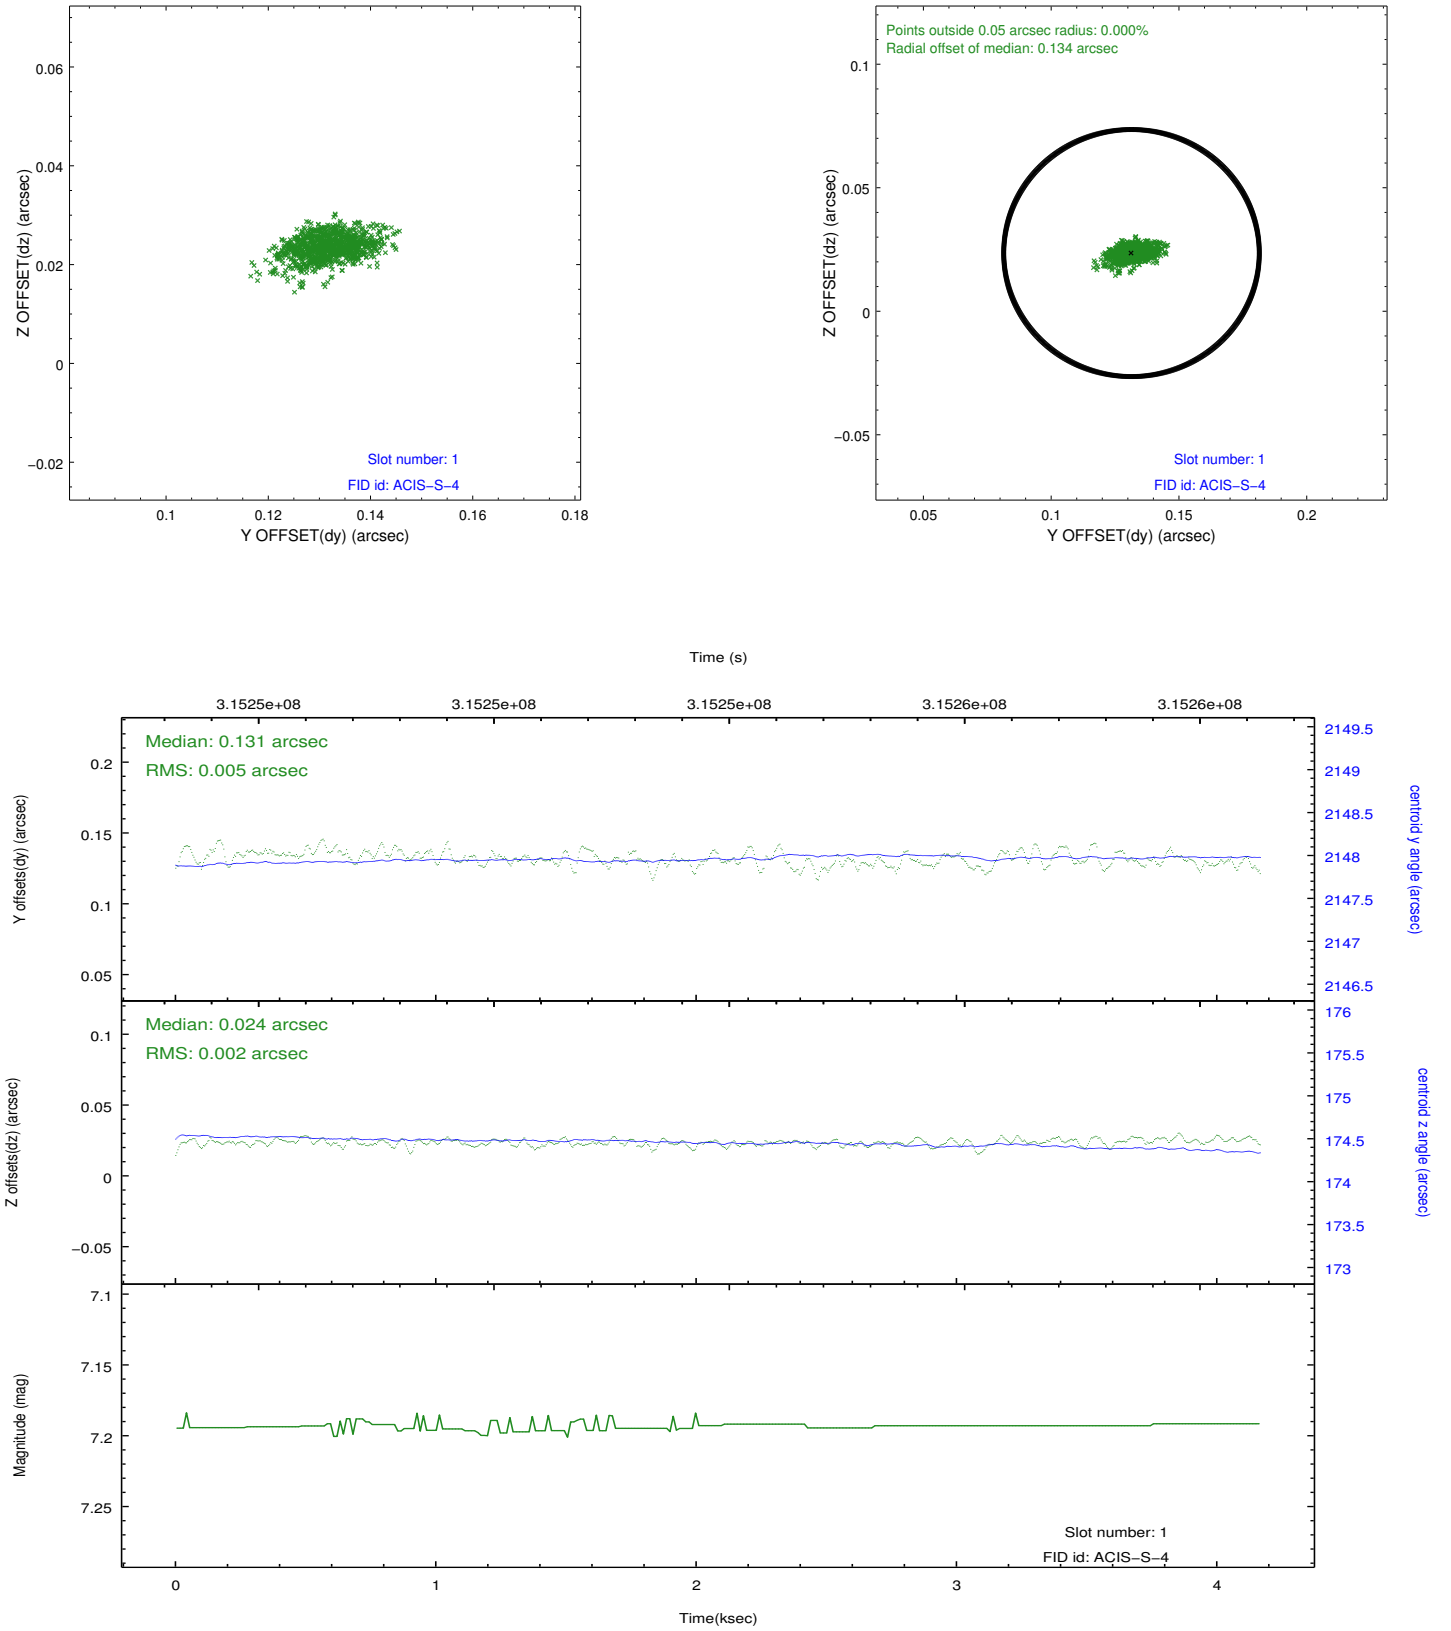 0.06
0.04
0.02
0
−0.02
Z OFFSET(dz) (arcsec)
Slot number: 1
FID id: ACIS−S−4
0.1
0.12
0.14
0.16
0.18
Y OFFSET(dy) (arcsec)
Points outside 0.05 arcsec radius: 0.000%
Radial offset of median: 0.134 arcsec
0.1
0.05
0
−0.05
Z OFFSET(dz) (arcsec)
Slot number: 1
FID id: ACIS−S−4
0.05
0.1
0.15
0.2
Y OFFSET(dy) (arcsec)
Time (s)
3.1525e+08
3.1525e+08
3.1525e+08
3.1526e+08
3.1526e+08
Median: 0.131 arcsec
RMS: 0.005 arcsec
0.2
0.15
0.1
0.05
Y offsets(dy) (arcsec)
2149.5
2149
2148.5
2148
2147.5
2147
2146.5
centroid y angle (arcsec)
Median: 0.024 arcsec
RMS: 0.002 arcsec
0.1
0.05
0
−0.05
Z offsets(dz) (arcsec)
176
175.5
175
174.5
174
173.5
173
centroid z angle (arcsec)
7.1
7.15
7.2
7.25
Magnitude (mag)
Slot number: 1
FID id: ACIS−S−4
0
1
2
3
4
Time(ksec)